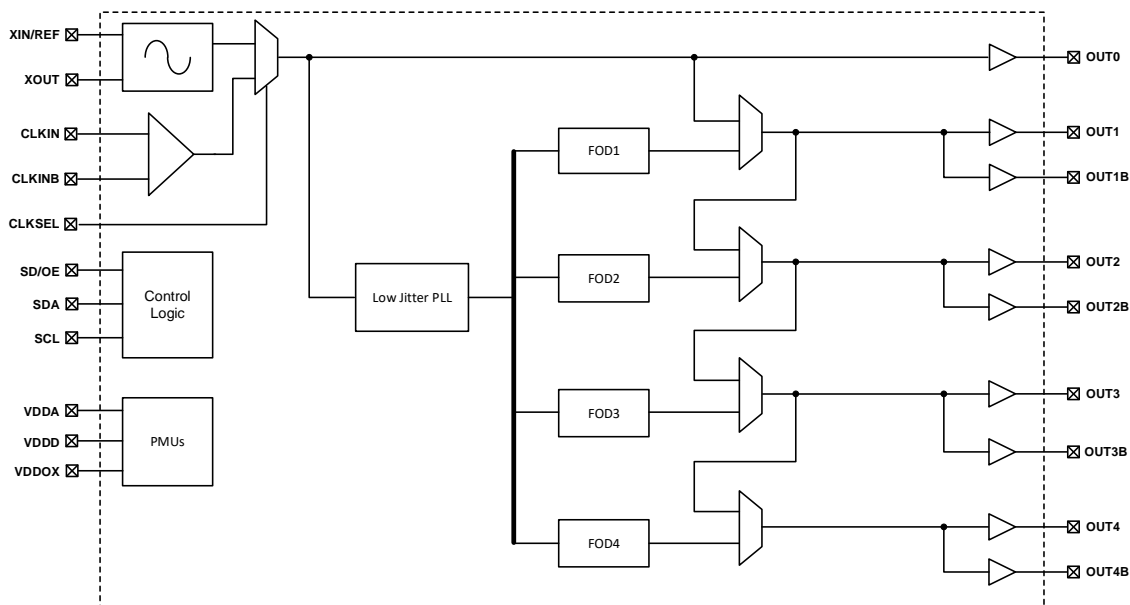 XIN/REF
XOUT
CLKIN
CLKINB
CLKSEL
SD/OE
SDA
SCL
Control
Logic
VDDA
VDDD
VDDOX
PMUs
Low Jitter PLL
FOD1
FOD2
FOD3
FOD4
OUT0
OUT1
OUT1B
OUT2
OUT2B
OUT3
OUT3B
OUT4
OUT4B